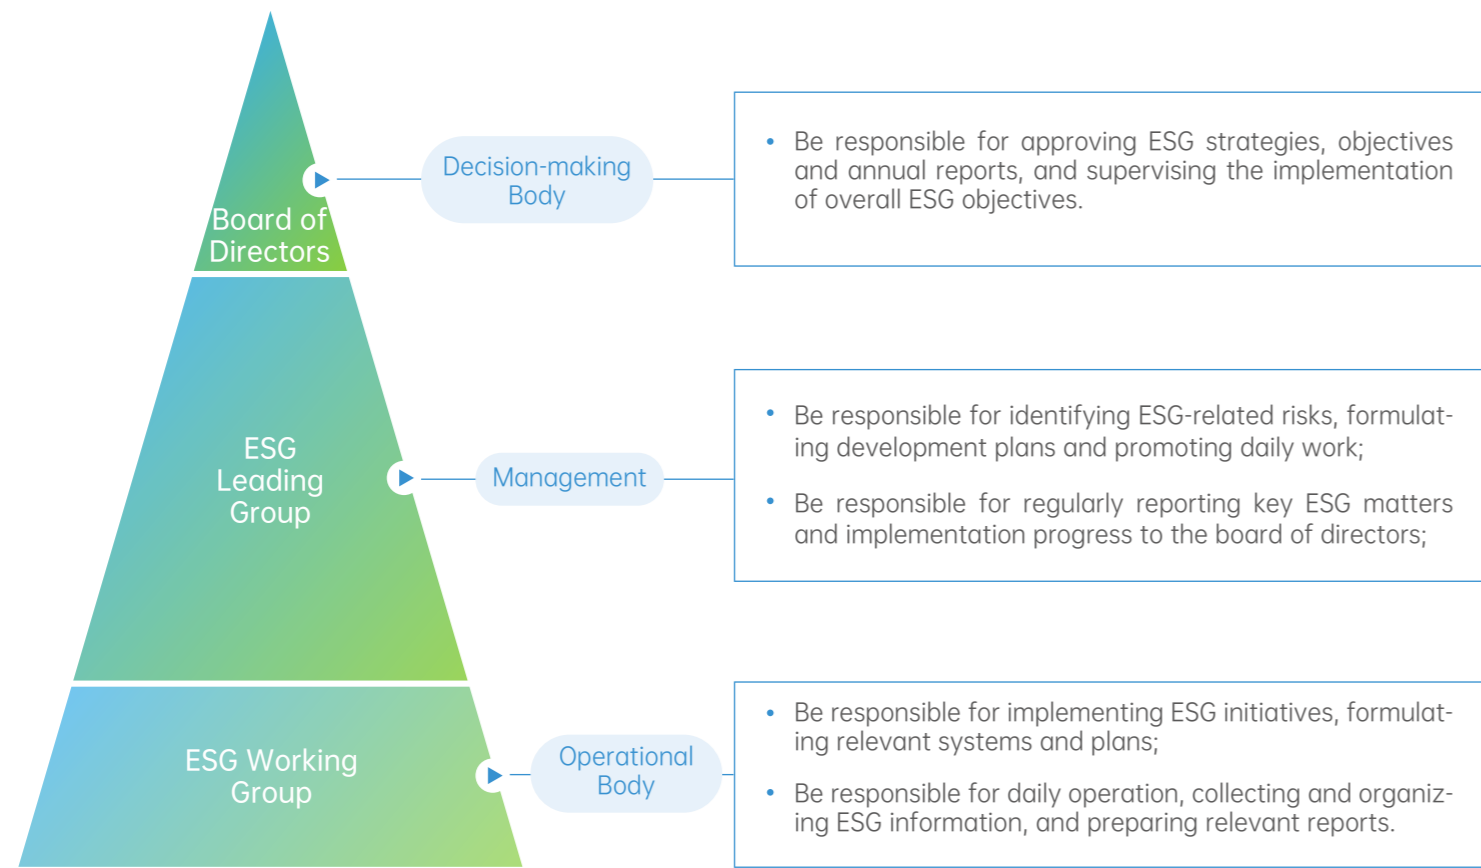 Board of
Directors
Decision-making
Body
• Be responsible for approving ESG strategies, objectives
and annual reports, and supervising the implementation
of overall ESG objectives.
ESG
Leading
Group
Management
• Be responsible for identifying ESG-related risks, formulat-
ing development plans and promoting daily work;
• Be responsible for regularly reporting key ESG matters
and implementation progress to the board of directors;
ESG Working
Group
Operational
Body
• Be responsible for implementing ESG initiatives, formulat-
ing relevant systems and plans;
• Be responsible for daily operation, collecting and organiz-
ing ESG information, and preparing relevant reports.